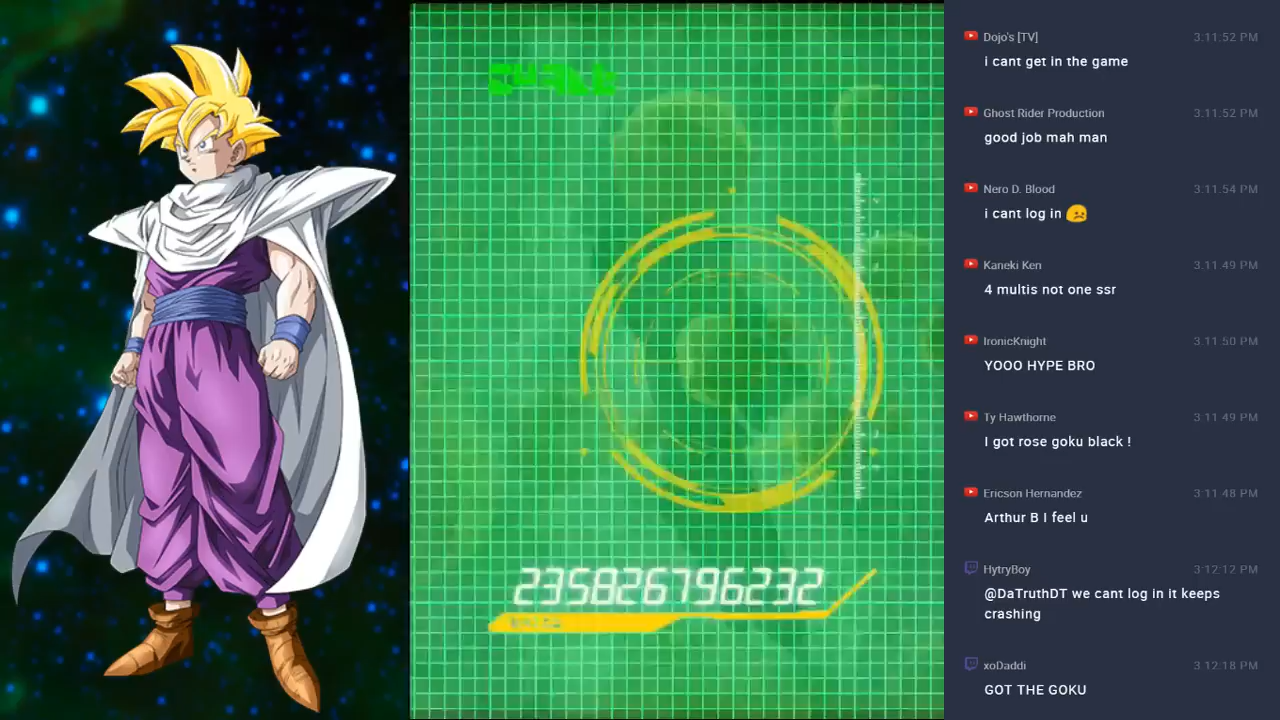 235826796232
Dojo's [TV] 3:11:52 PM
i cant get in the game
Ghost Rider Production 3:11:52 PM
good job mah man
Nero D. Blood 3:11:54 PM
i cant log in 😠
Kaneki Ken 3:11:49 PM
4 multis not one ssr
IronicKnight 3:11:50 PM
YOOO HYPE BRO
Ty Hawthorne 3:11:49 PM
I got rose goku black !
Ericson Hernandez 3:11:48 PM
Arthur B I feel u
HytryBoy 3:12:12 PM
@DaTruthDT we cant log in it keeps
crashing
xoDaddi 3:12:18 PM
GOT THE GOKU